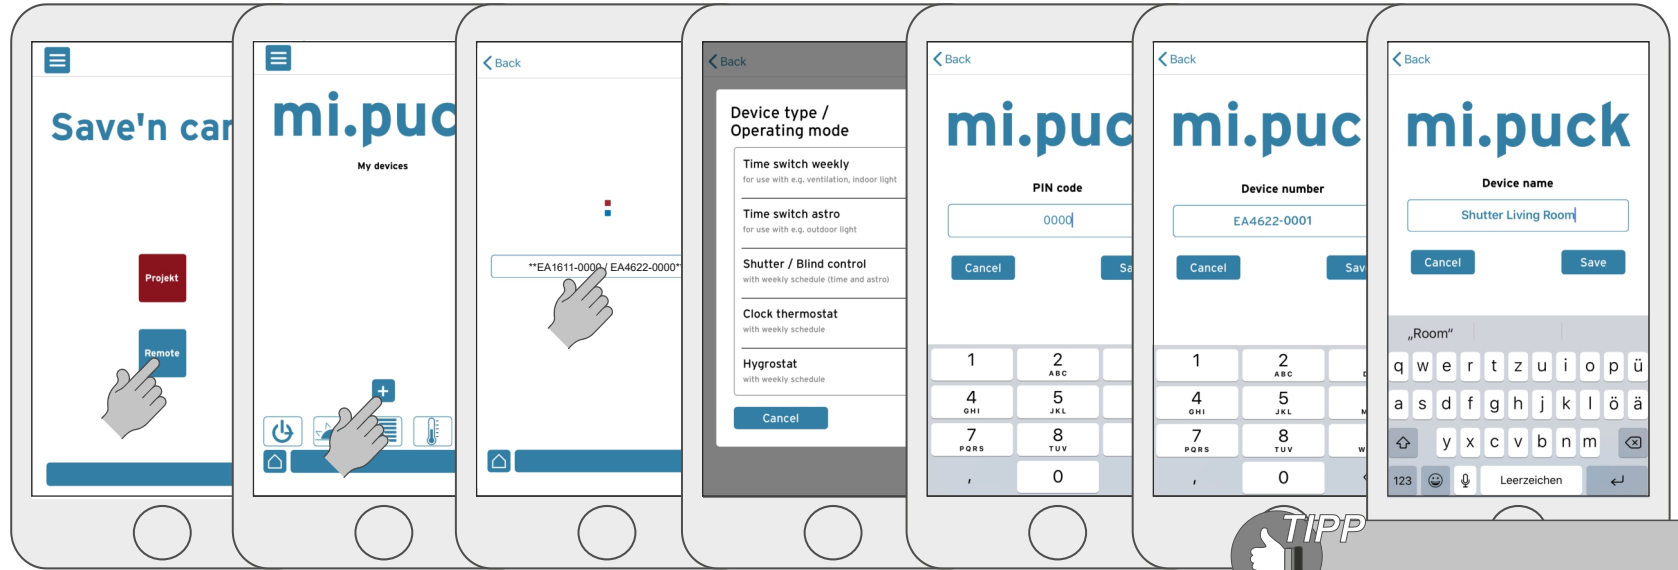 Save'n car
Projekt
Remote
mi.puc
My devices
+
Back
**EA1611-0000 / EA4622-0000*
Back
Device type /
Operating mode
Time switch weekly
for use with e.g. ventilation, indoor light
Time switch astro
for use with e.g. outdoor light
Shutter / Blind control
with weekly schedule (time and astro)
Clock thermostat
with weekly schedule
Hygrostat
with weekly schedule
Cancel
Back
mi.puc
PIN code
0000
Cancel
Sa
1 2
ABC
4 5
GHI JKL
7 8
PQRS TUV
, 0
Back
mi.puc
Device number
EA4622-0001
Cancel
Sav
1 2
ABC
4 5
GHI JKL
7 8
PQRS TUV
, 0
Back
mi.puck
Device name
Shutter Living Room
Cancel
Save
„Room“
q w e r t z u i o p ü
a s d f g h j k l ö ä
y x c v b n m
123 Leerzeichen
TIPP